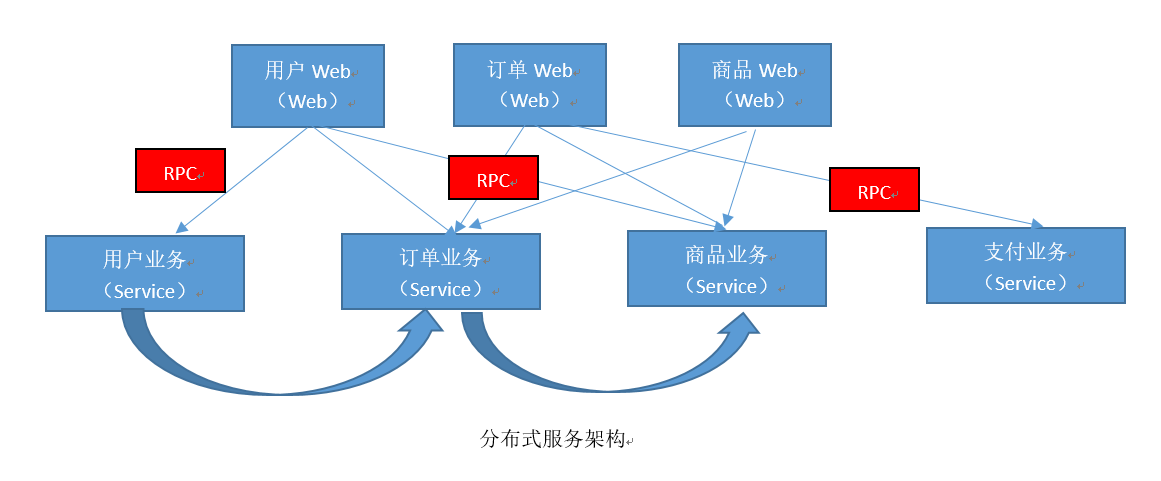 用户 Web
（Web）
订单 Web
（Web）
商品 Web
（Web）
RPC
RPC
RPC
用户业务
（Service）
订单业务
（Service）
商品业务
（Service）
支付业务
（Service）
分布式服务架构